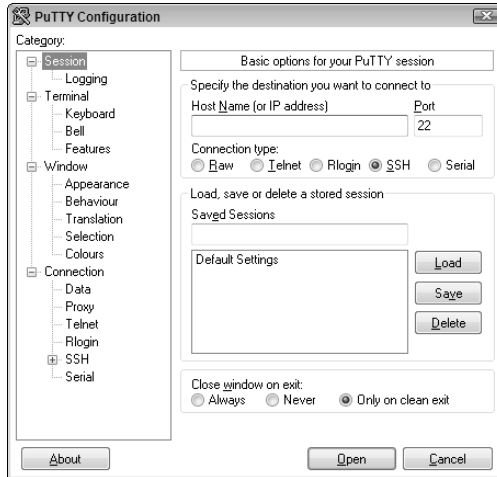 PuTTY Configuration
Category:
Session
Logging
Terminal
Keyboard
Bell
Features
Window
Appearance
Behaviour
Translation
Selection
Colours
Connection
Data
Proxy
Telnet
Rlogin
SSH
Serial
Basic options for your PuTTY session
Specify the destination you want to connect to
Host Name (or IP address) Port
22
Connection type:
Raw Telnet Rlogin SSH Serial
Load, save or delete a stored session
Saved Sessions
Default Settings
Load
Save
Delete
Close window on exit:
Always Never Only on clean exit
About Open Cancel